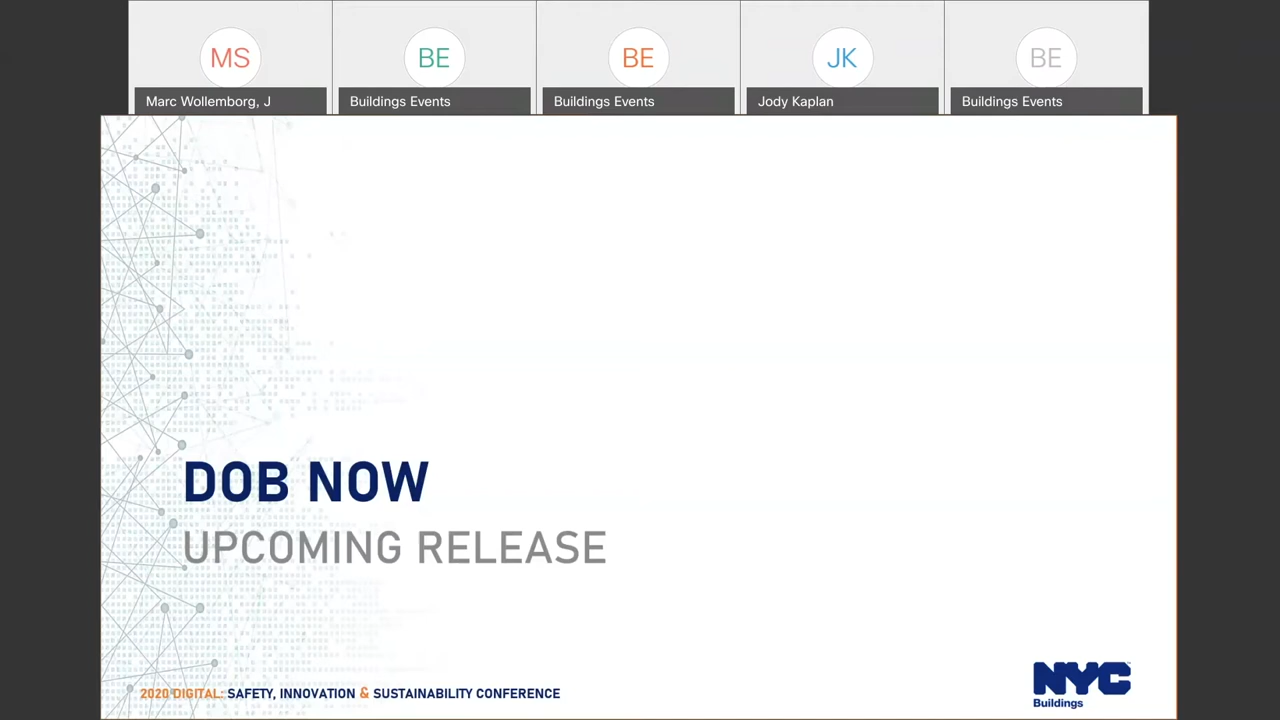 MS
BE
BE
JK
BE
Marc Wollemborg, J
Buildings Events
Buildings Events
Jody Kaplan
Buildings Events
DOB NOW
UPCOMING RELEASE
2020 DIGITAL: SAFETY, INNOVATION & SUSTAINABILITY CONFERENCE
NYC
Buildings